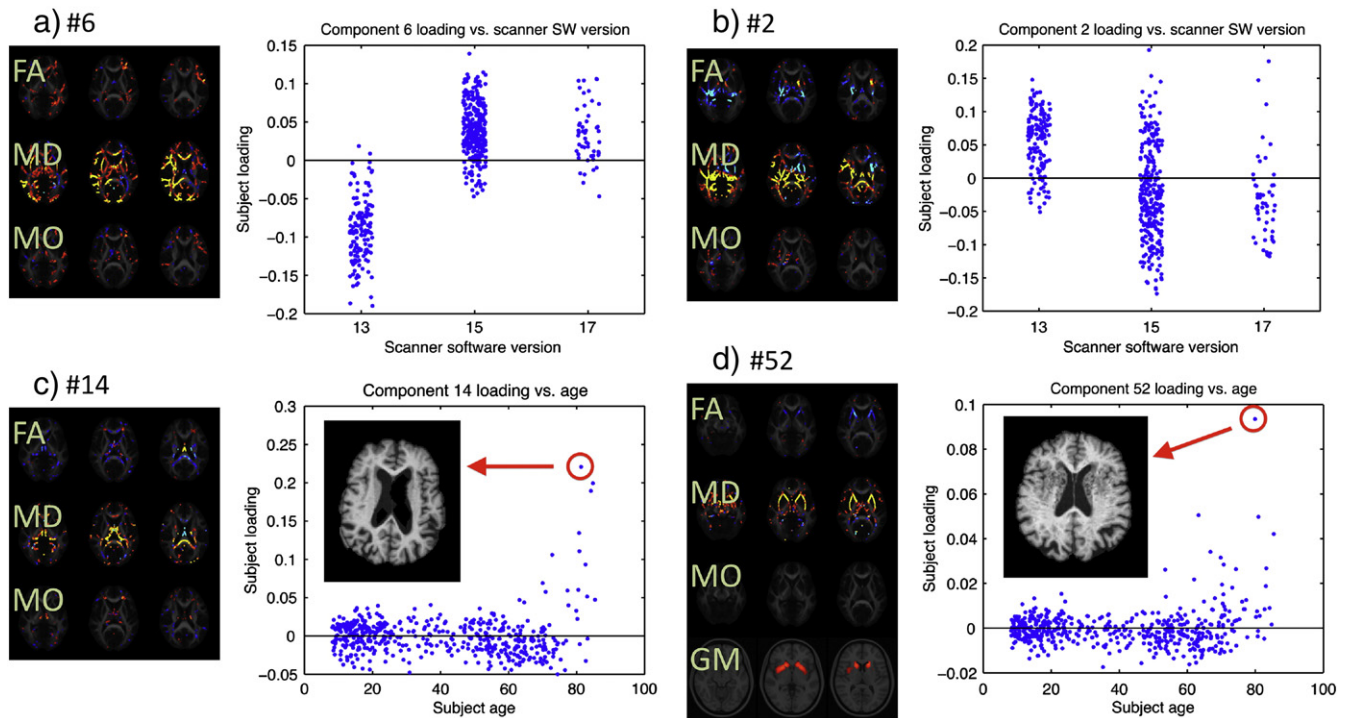 a) #6
FA
MD
MO
Component 6 loading vs. scanner SW version
Subject loading
0.15
0.1
0.05
0
−0.05
−0.1
−0.15
−0.2
13 15 17
Scanner software version
b) #2
FA
MD
MO
Component 2 loading vs. scanner SW version
Subject loading
0.2
0.15
0.1
0.05
0
−0.05
−0.1
−0.15
−0.2
13 15 17
Scanner software version
c) #14
FA
MD
MO
Component 14 loading vs. age
Subject loading
0.3
0.25
0.2
0.15
0.1
0.05
0
−0.05
0 20 40 60 80 100
Subject age
d) #52
FA
MD
MO
GM
Component 52 loading vs. age
Subject loading
0.1
0.08
0.06
0.04
0.02
0
−0.02
0 20 40 60 80 100
Subject age